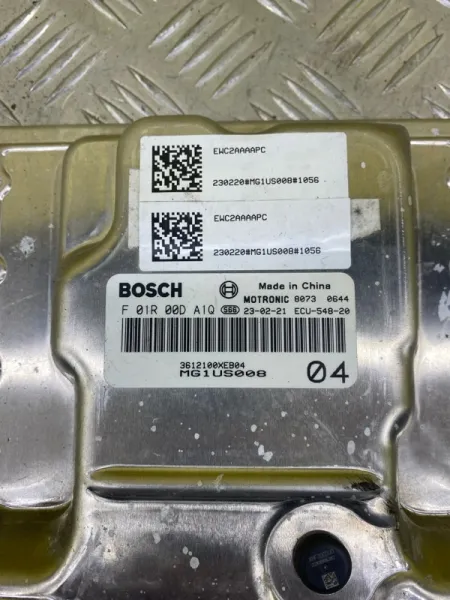 EWC2AAAAPC
230220#MG1US008#1056
EWC2AAAAPC
230220#MG1US008#1056
BOSCH
Made in China
MOTRONIC 8073 0644
F 01R 00D A1Q SGG 23-02-21 ECU-548-20
3612100XEB04
MG1US008
04